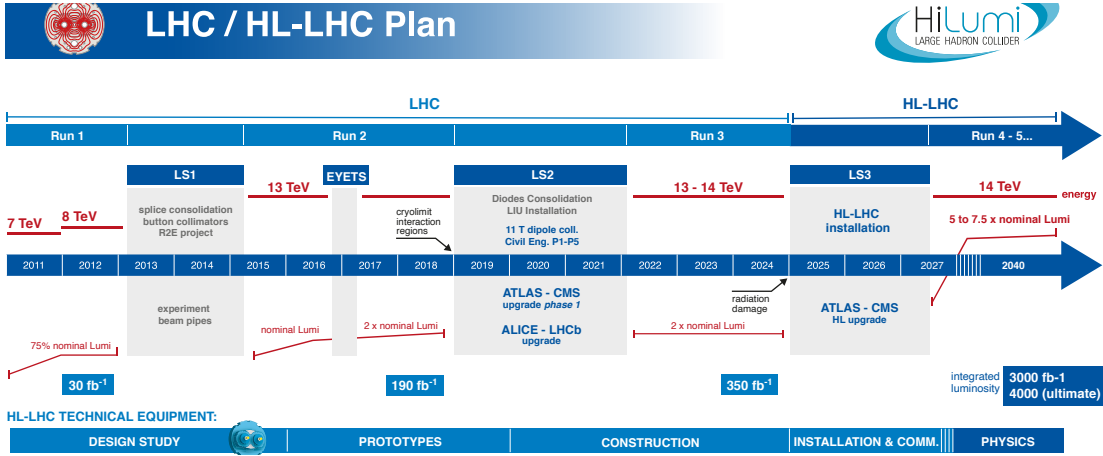 LHC / HL-LHC Plan
HiLumi
LARGE HADRON COLLIDER
LHC
HL-LHC
Run 1
Run 2
Run 3
Run 4 - 5...
LS1
EYETS
LS2
LS3
13 TeV
13 - 14 TeV
14 TeV
energy
7 TeV
8 TeV
splice consolidation
button collimators
R2E project
cryolimit
interaction
regions
Diodes Consolidation
LIU Installation
11 T dipole coll.
Civil Eng. P1-P5
HL-LHC
installation
5 to 7.5 x nominal Lumi
2011
2012
2013
2014
2015
2016
2017
2018
2019
2020
2021
2022
2023
2024
2025
2026
2027
2040
experiment
beam pipes
ATLAS - CMS
upgrade phase 1
ALICE - LHCb
upgrade
radiation
damage
ATLAS - CMS
HL upgrade
75% nominal Lumi
nominal Lumi
2 x nominal Lumi
2 x nominal Lumi
30 fb-1
190 fb-1
350 fb-1
integrated
luminosity
3000 fb-1
4000 (ultimate)
HL-LHC TECHNICAL EQUIPMENT:
DESIGN STUDY
PROTOTYPES
CONSTRUCTION
INSTALLATION & COMM.
PHYSICS